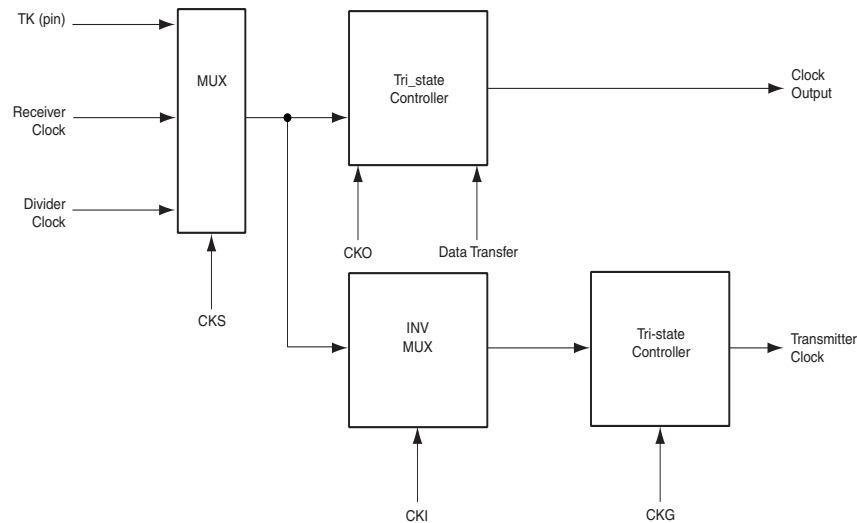 TK (pin)
MUX
Tri_state
Controller
Clock
Output
Receiver
Clock
Divider
Clock
CKO
Data Transfer
CKS
INV
MUX
Tri-state
Controller
Transmitter
Clock
CKI
CKG